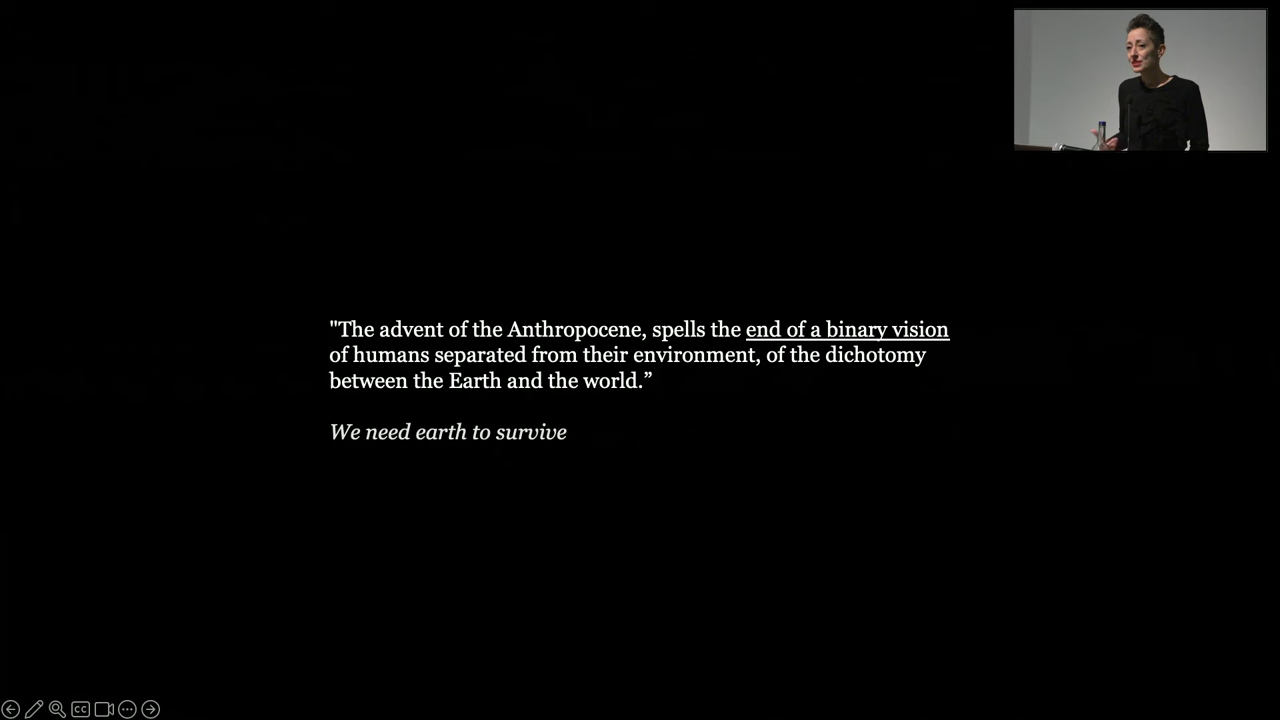 "The advent of the Anthropocene, spells the end of a binary vision
of humans separated from their environment, of the dichotomy
between the Earth and the world.”
We need earth to survive
CC